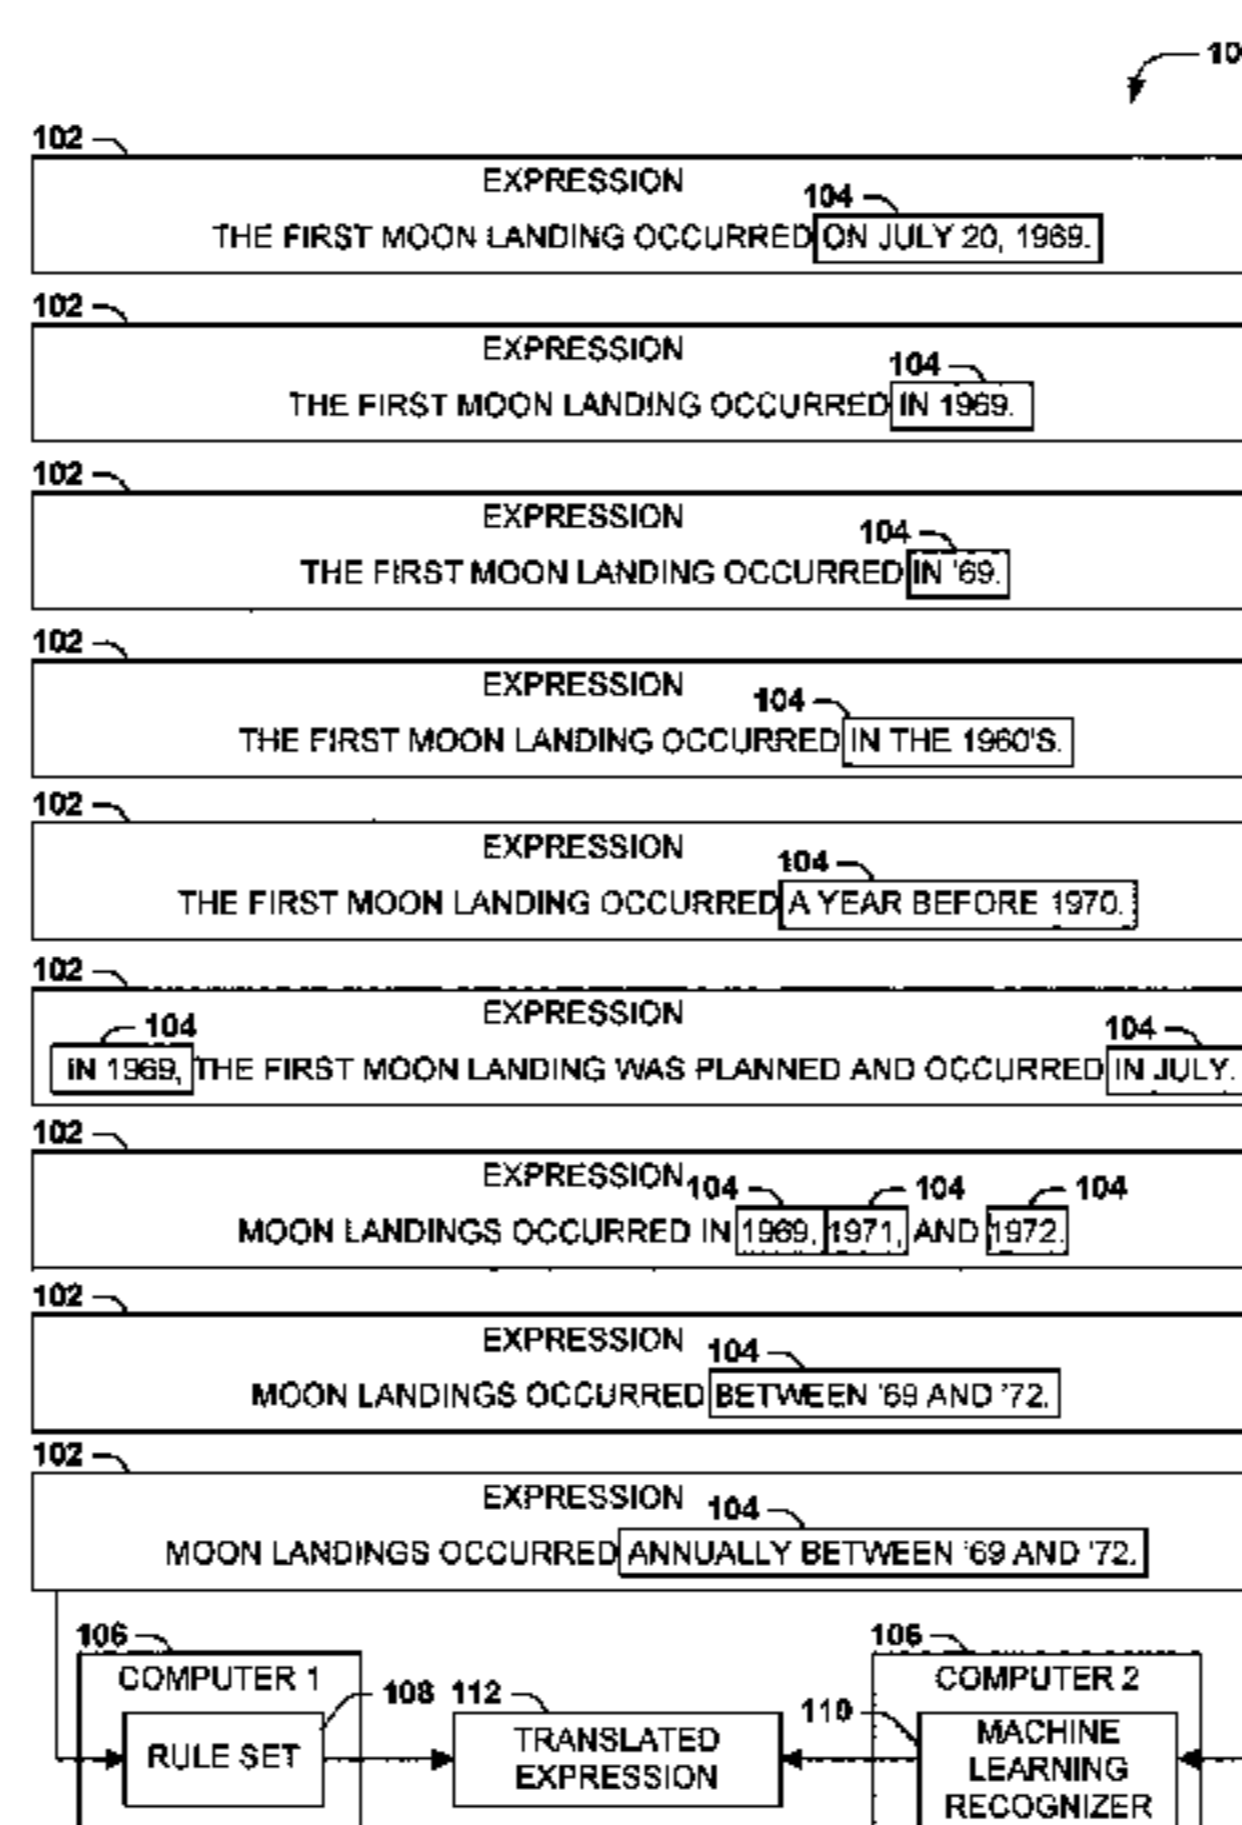 10
102
EXPRESSION
104
THE FIRST MOON LANDING OCCURRED ON JULY 20, 1969.
102
EXPRESSION
104
THE FIRST MOON LANDING OCCURRED IN 1969.
102
EXPRESSION
104
THE FIRST MOON LANDING OCCURRED IN '69.
102
EXPRESSION
104
THE FIRST MOON LANDING OCCURRED IN THE 1960'S.
102
EXPRESSION
104
THE FIRST MOON LANDING OCCURRED A YEAR BEFORE 1970.
102
EXPRESSION
104 104
IN 1969, THE FIRST MOON LANDING WAS PLANNED AND OCCURRED IN JULY.
102
EXPRESSION
104 104 104
MOON LANDINGS OCCURRED IN 1969, 1971, AND 1972.
102
EXPRESSION
104
MOON LANDINGS OCCURRED BETWEEN '69 AND '72.
102
EXPRESSION
104
MOON LANDINGS OCCURRED ANNUALLY BETWEEN '69 AND '72.
106 106
COMPUTER 1 COMPUTER 2
108 112 110
RULE SET
TRANSLATED
EXPRESSION
MACHINE
LEARNING
RECOGNIZER